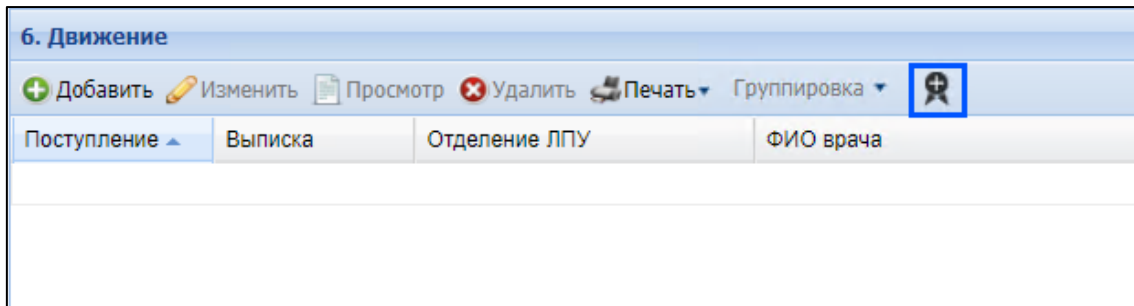 6. Движение
Добавить Изменить Просмотр Удалить Печать Группировка
Поступление Выписка Отделение ЛПУ ФИО врача